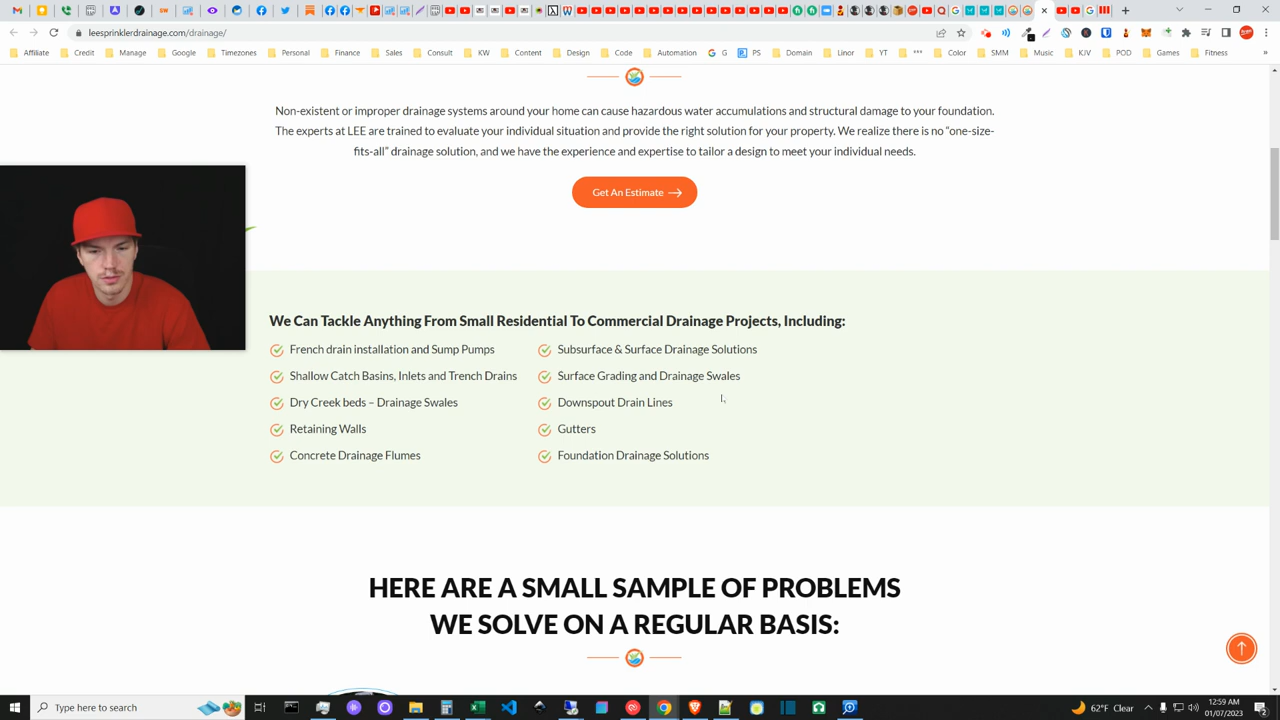 leesprinklerdrainage.com/drainage/
Affiliate Credit Manage Google Timezones Personal Finance Sales Consult KW Content Design Code Automation G PS Domain Linor YT *** Color SMM Music KJV POD Games Fitness
Non-existent or improper drainage systems around your home can cause hazardous water accumulations and structural damage to your foundation.
The experts at LEE are trained to evaluate your individual situation and provide the right solution for your property. We realize there is no “one-size-
fits-all” drainage solution, and we have the experience and expertise to tailor a design to meet your individual needs.
Get An Estimate
We Can Tackle Anything From Small Residential To Commercial Drainage Projects, Including:
French drain installation and Sump Pumps
Shallow Catch Basins, Inlets and Trench Drains
Dry Creek beds – Drainage Swales
Retaining Walls
Concrete Drainage Flumes
Subsurface & Surface Drainage Solutions
Surface Grading and Drainage Swales
Downspout Drain Lines
Gutters
Foundation Drainage Solutions
HERE ARE A SMALL SAMPLE OF PROBLEMS
WE SOLVE ON A REGULAR BASIS:
Type here to search
62°F Clear
12:59 AM
01/07/2023